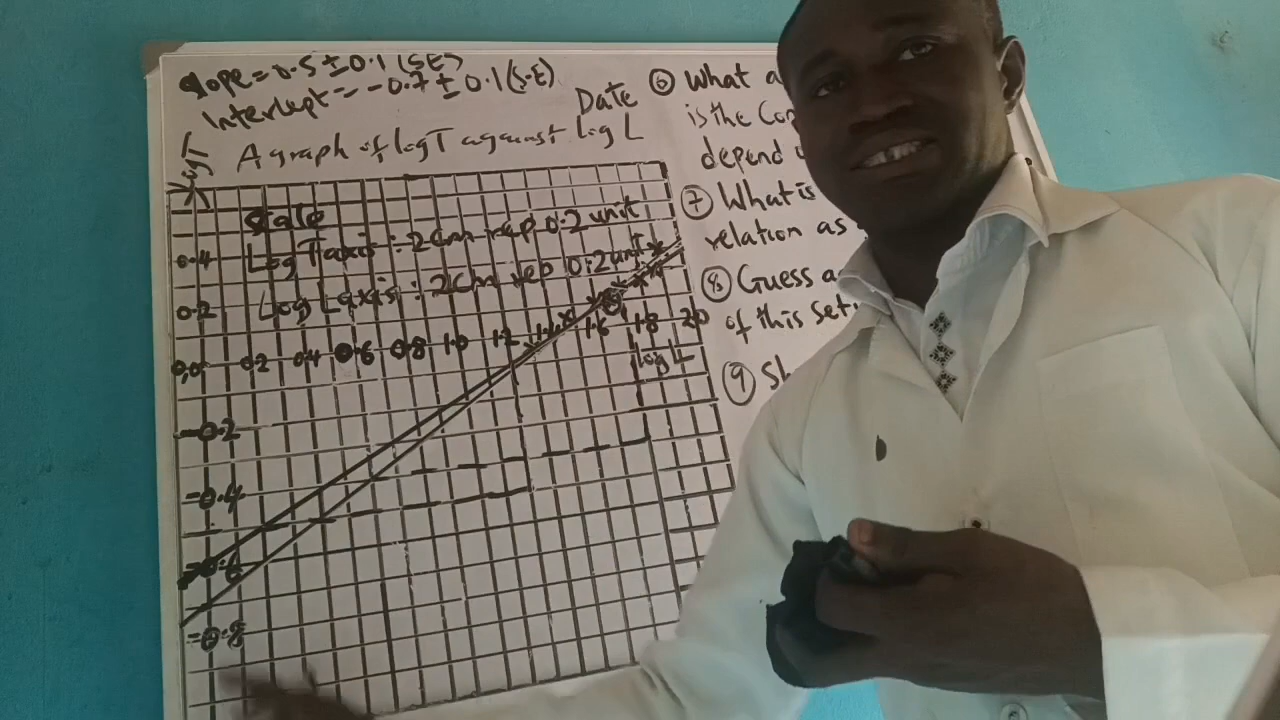 slope = 0.5 ± 0.1 (SE)
Intercept = -0.7 ± 0.1 (S.E)
Date
A graph of log T against log L
log T
Scale
Log T axis : 2cm rep 0.2 unit
Log L axis : 2cm rep 0.2 unit
0.4
0.2
0.0 0.2 0.4 0.6 0.8 1.0 1.2 1.4 1.6 1.8 2.0
log L
-0.2
-0.4
-0.6
-0.8
6 What a
is the Con
depend
7 What is
relation as
8 Guess a
of this set
9 Sh